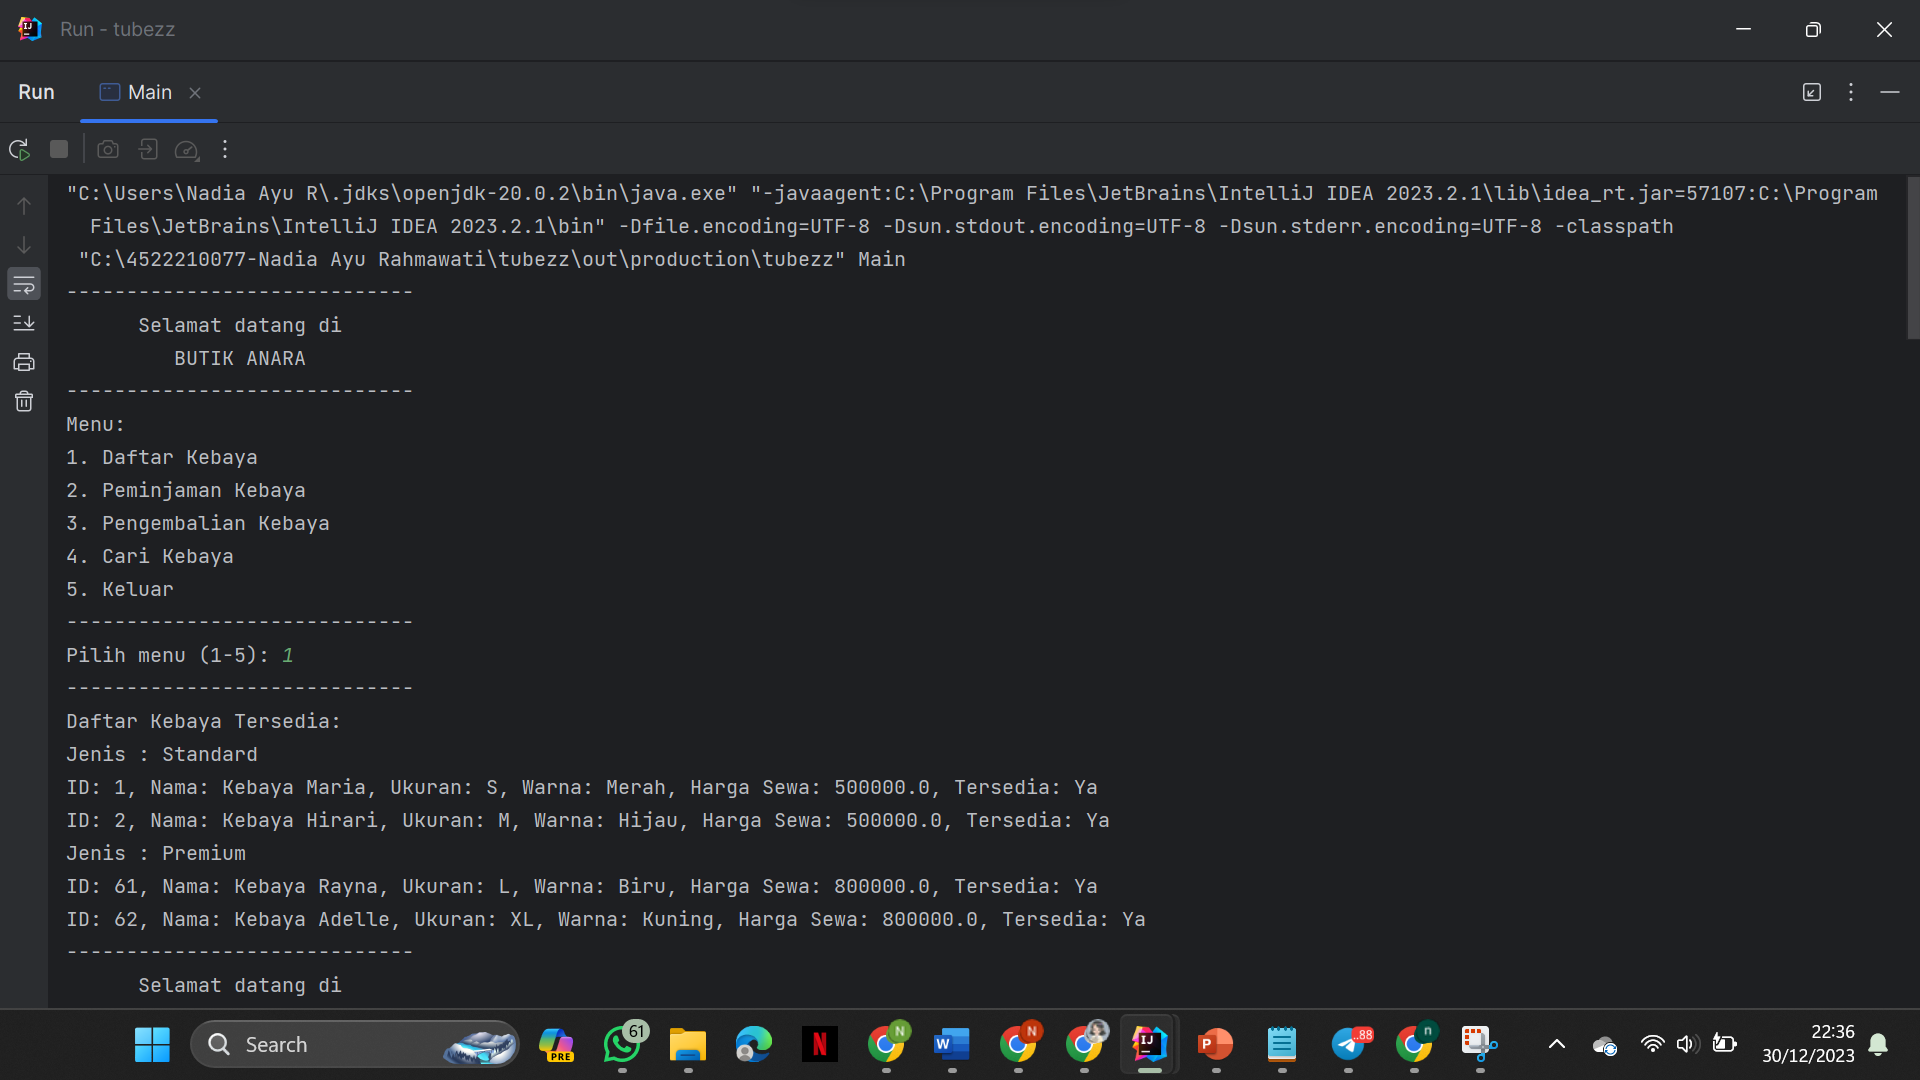 Run - tubezz
Run Main
"C:\Users\Nadia Ayu R\.jdks\openjdk-20.0.2\bin\java.exe" "-javaagent:C:\Program Files\JetBrains\IntelliJ IDEA 2023.2.1\lib\idea_rt.jar=57107:C:\Program
Files\JetBrains\IntelliJ IDEA 2023.2.1\bin" -Dfile.encoding=UTF-8 -Dsun.stdout.encoding=UTF-8 -Dsun.stderr.encoding=UTF-8 -classpath
"C:\4522210077-Nadia Ayu Rahmawati\tubezz\out\production\tubezz" Main
-----------------------------
Selamat datang di
BUTIK ANARA
-----------------------------
Menu:
1. Daftar Kebaya
2. Peminjaman Kebaya
3. Pengembalian Kebaya
4. Cari Kebaya
5. Keluar
-----------------------------
Pilih menu (1-5): 1
-----------------------------
Daftar Kebaya Tersedia:
Jenis : Standard
ID: 1, Nama: Kebaya Maria, Ukuran: S, Warna: Merah, Harga Sewa: 500000.0, Tersedia: Ya
ID: 2, Nama: Kebaya Hirari, Ukuran: M, Warna: Hijau, Harga Sewa: 500000.0, Tersedia: Ya
Jenis : Premium
ID: 61, Nama: Kebaya Rayna, Ukuran: L, Warna: Biru, Harga Sewa: 800000.0, Tersedia: Ya
ID: 62, Nama: Kebaya Adelle, Ukuran: XL, Warna: Kuning, Harga Sewa: 800000.0, Tersedia: Ya
-----------------------------
Selamat datang di
Search PRE 61 N N W N IJ P ..88 n 22:36
30/12/2023